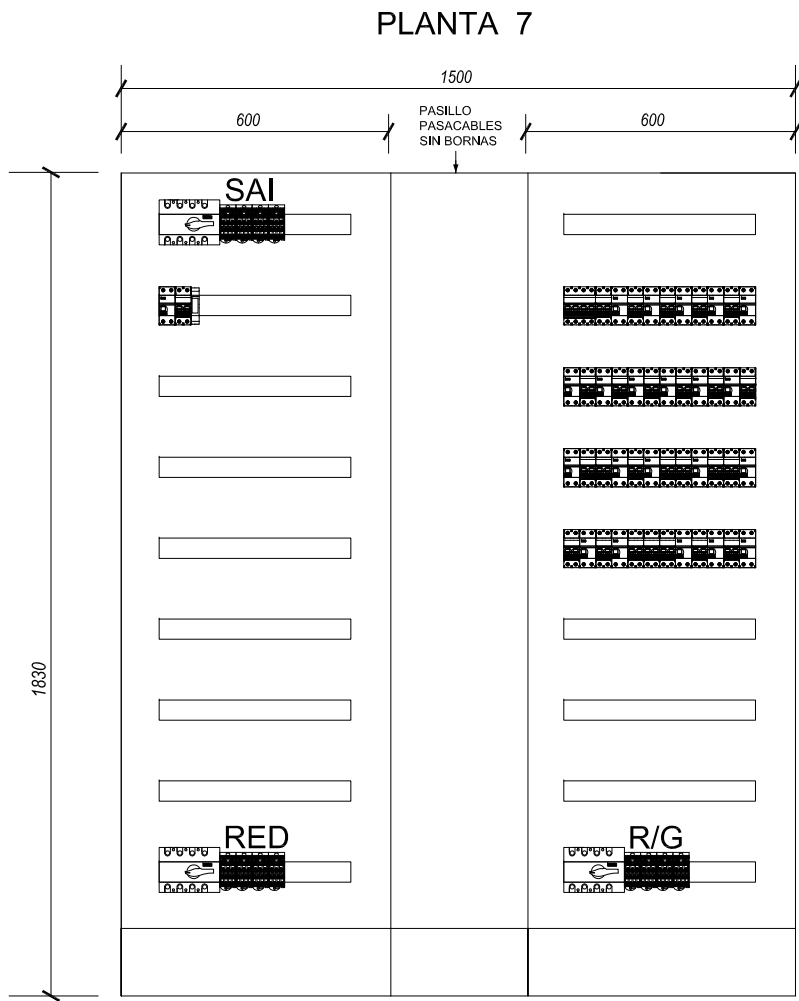 PLANTA 7
1500
600
PASILLO
PASACABLES
SIN BORNAS
600
SAI
1830
RED
R/G